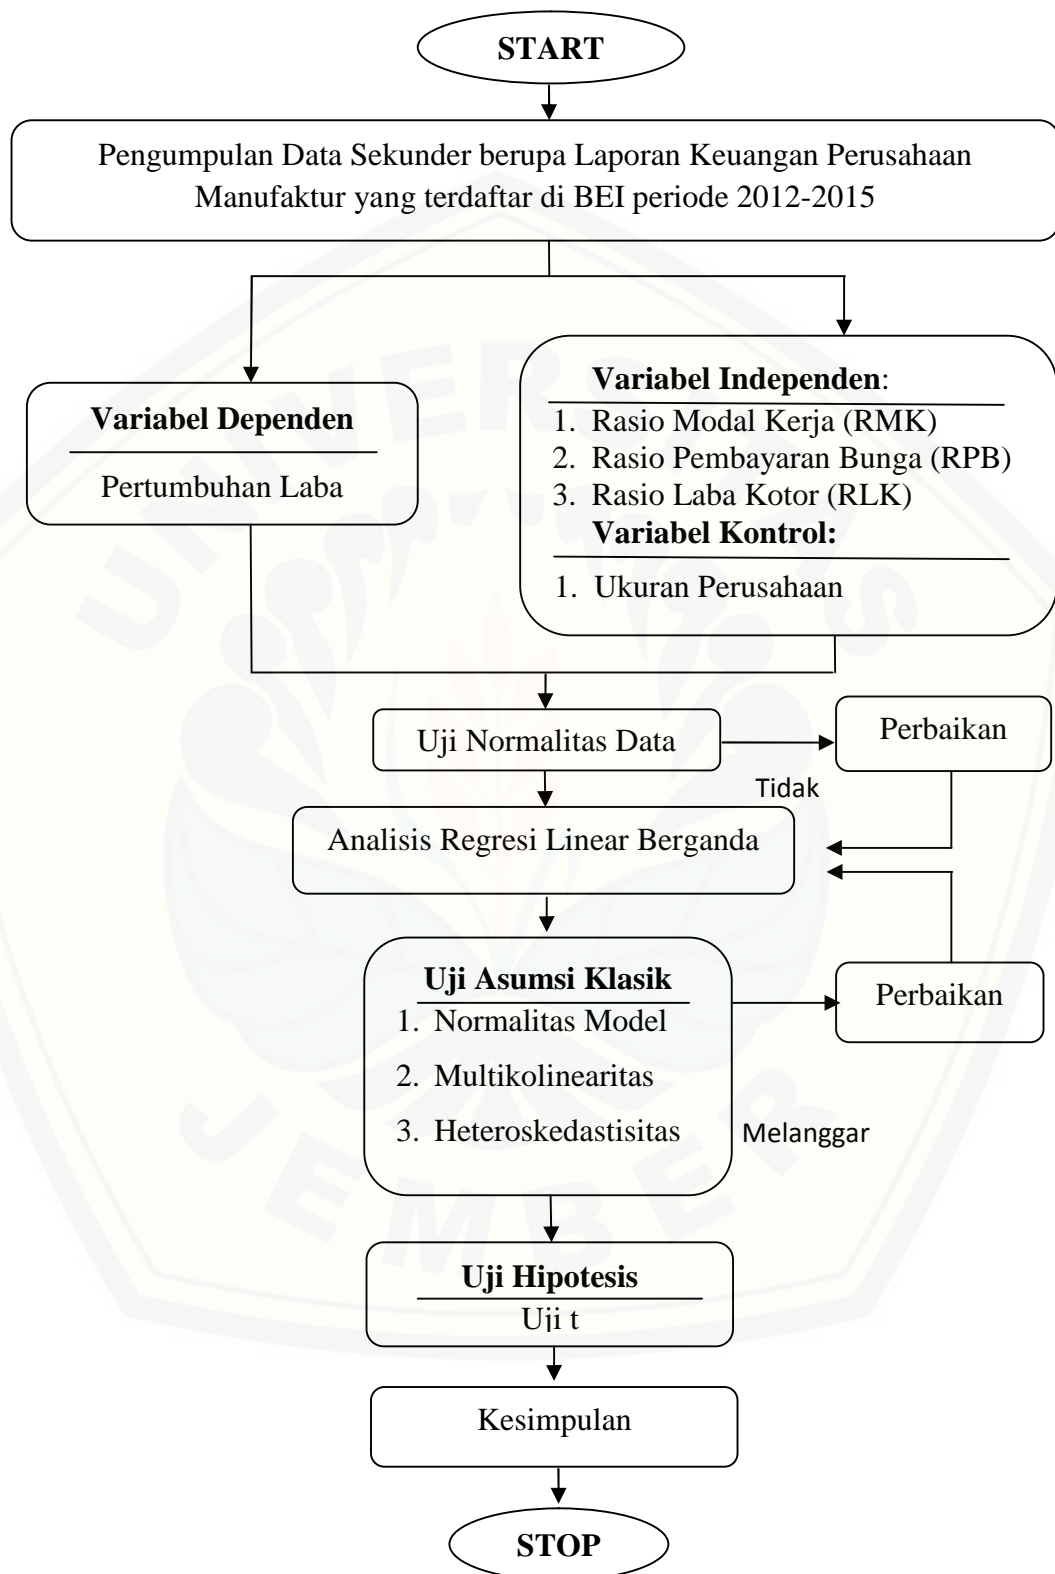 START
Pengumpulan Data Sekunder berupa Laporan Keuangan Perusahaan
Manufaktur yang terdaftar di BEI periode 2012-2015
Variabel Dependen
Pertumbuhan Laba
Variabel Independen:
1. Rasio Modal Kerja (RMK)
2. Rasio Pembayaran Bunga (RPB)
3. Rasio Laba Kotor (RLK)
Variabel Kontrol:
1. Ukuran Perusahaan
Uji Normalitas Data
Perbaikan
Tidak
Analisis Regresi Linear Berganda
Uji Asumsi Klasik
1. Normalitas Model
2. Multikolinearitas
3. Heteroskedastisitas
Perbaikan
Melanggar
Uji Hipotesis
Uji t
Kesimpulan
STOP
UNIVERSITAS
JEMBER